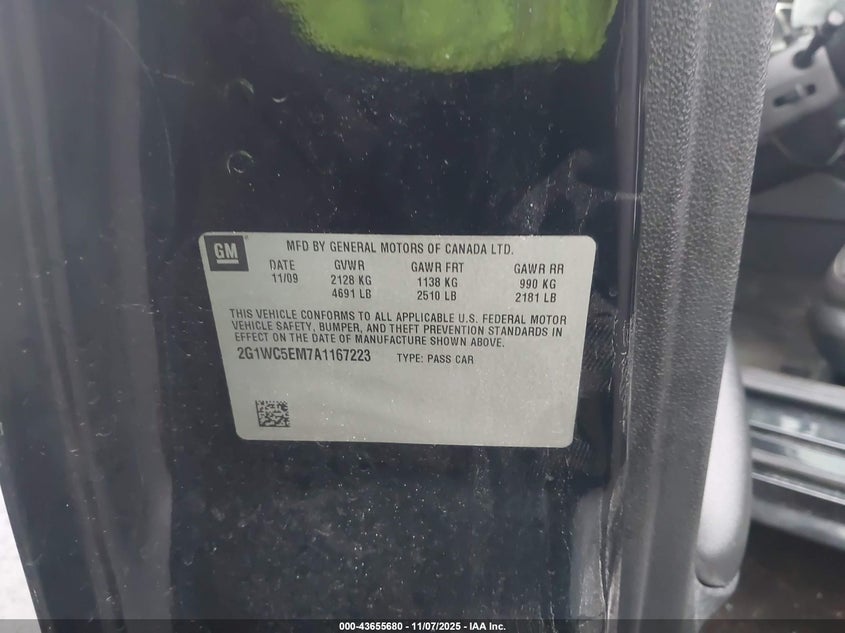 GM
MFD BY GENERAL MOTORS OF CANADA LTD.
DATE GVWR GAWR FRT GAWR RR
11/09 2128 KG 1138 KG 990 KG
4691 LB 2510 LB 2181 LB
THIS VEHICLE CONFORMS TO ALL APPLICABLE U.S. FEDERAL MOTOR
VEHICLE SAFETY, BUMPER, AND THEFT PREVENTION STANDARDS IN
EFFECT ON THE DATE OF MANUFACTURE SHOWN ABOVE.
2G1WC5EM7A1167223 TYPE: PASS CAR
000-43655680 - 11/07/2025 - IAA Inc.